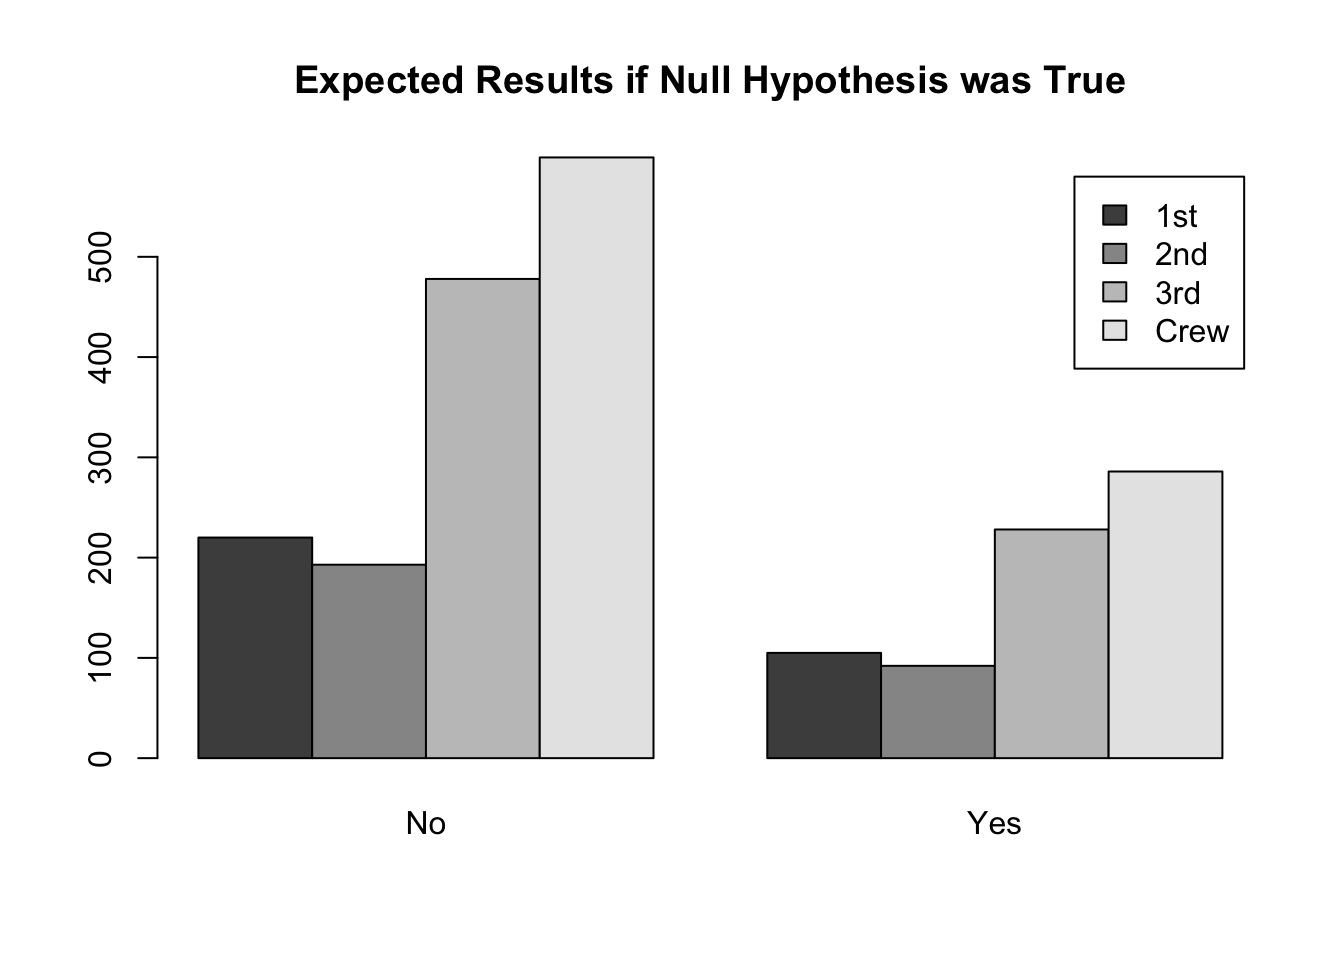 Expected Results if Null Hypothesis was True
500
400
300
200
100
0
1st
2nd
3rd
Crew
No
Yes